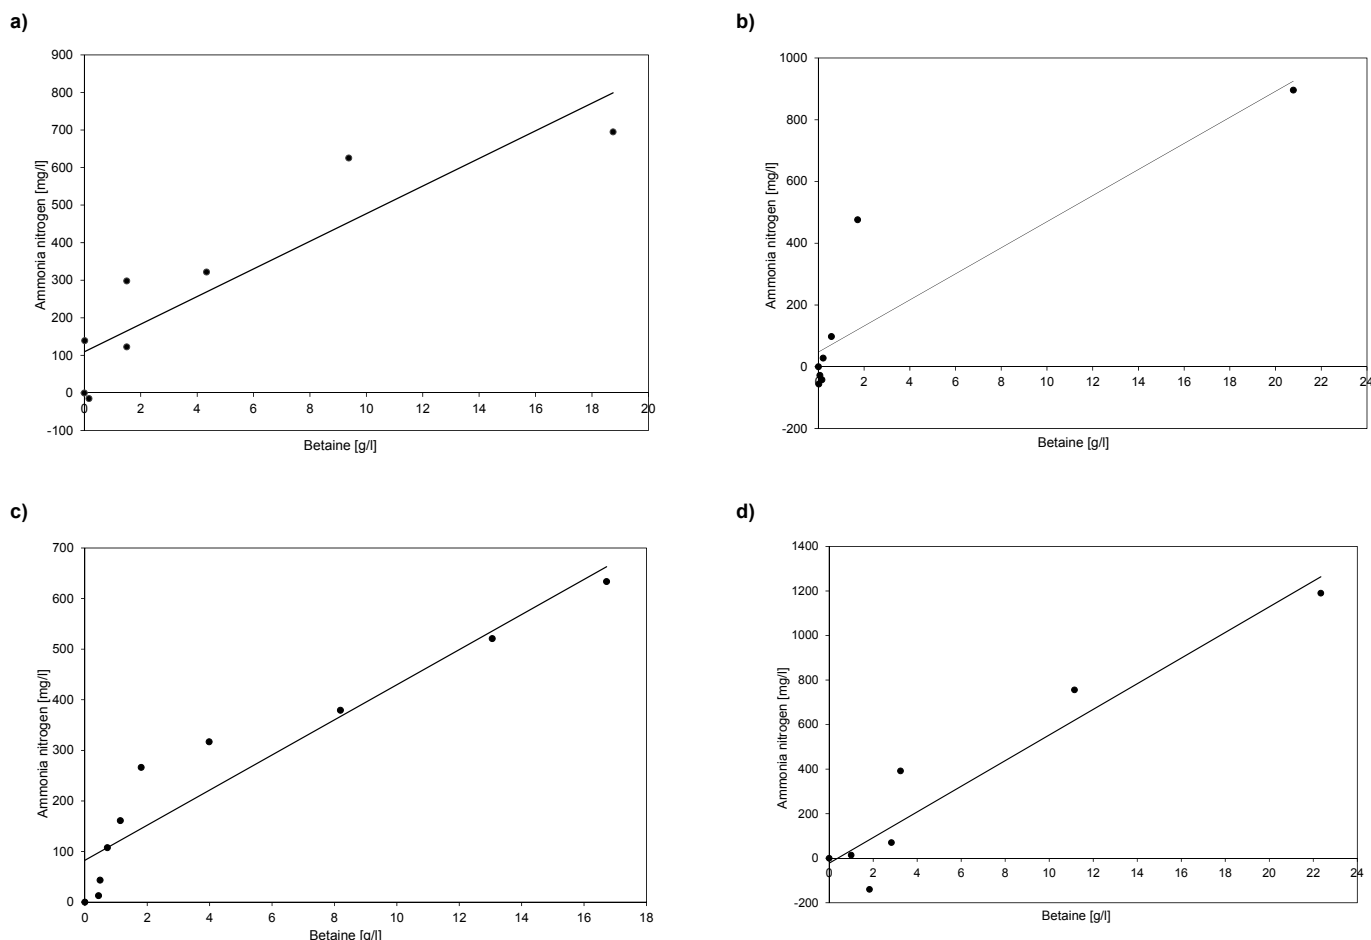 a)
900
800
700
600
500
400
300
200
100
0
-100
Ammonia nitrogen [mg/l]
0 2 4 6 8 10 12 14 16 18 20
Betaine [g/l]
b)
1000
800
600
400
200
0
-200
Ammonia nitrogen [mg/l]
2 4 6 8 10 12 14 16 18 20 22 24
Betaine [g/l]
c)
700
600
500
400
300
200
100
0
Ammonia nitrogen [mg/l]
0 2 4 6 8 10 12 14 16 18
Betaine [g/l]
d)
1400
1200
1000
800
600
400
200
0
-200
Ammonia nitrogen [mg/l]
0 2 4 6 8 10 12 14 16 18 20 22 24
Betaine [g/l]